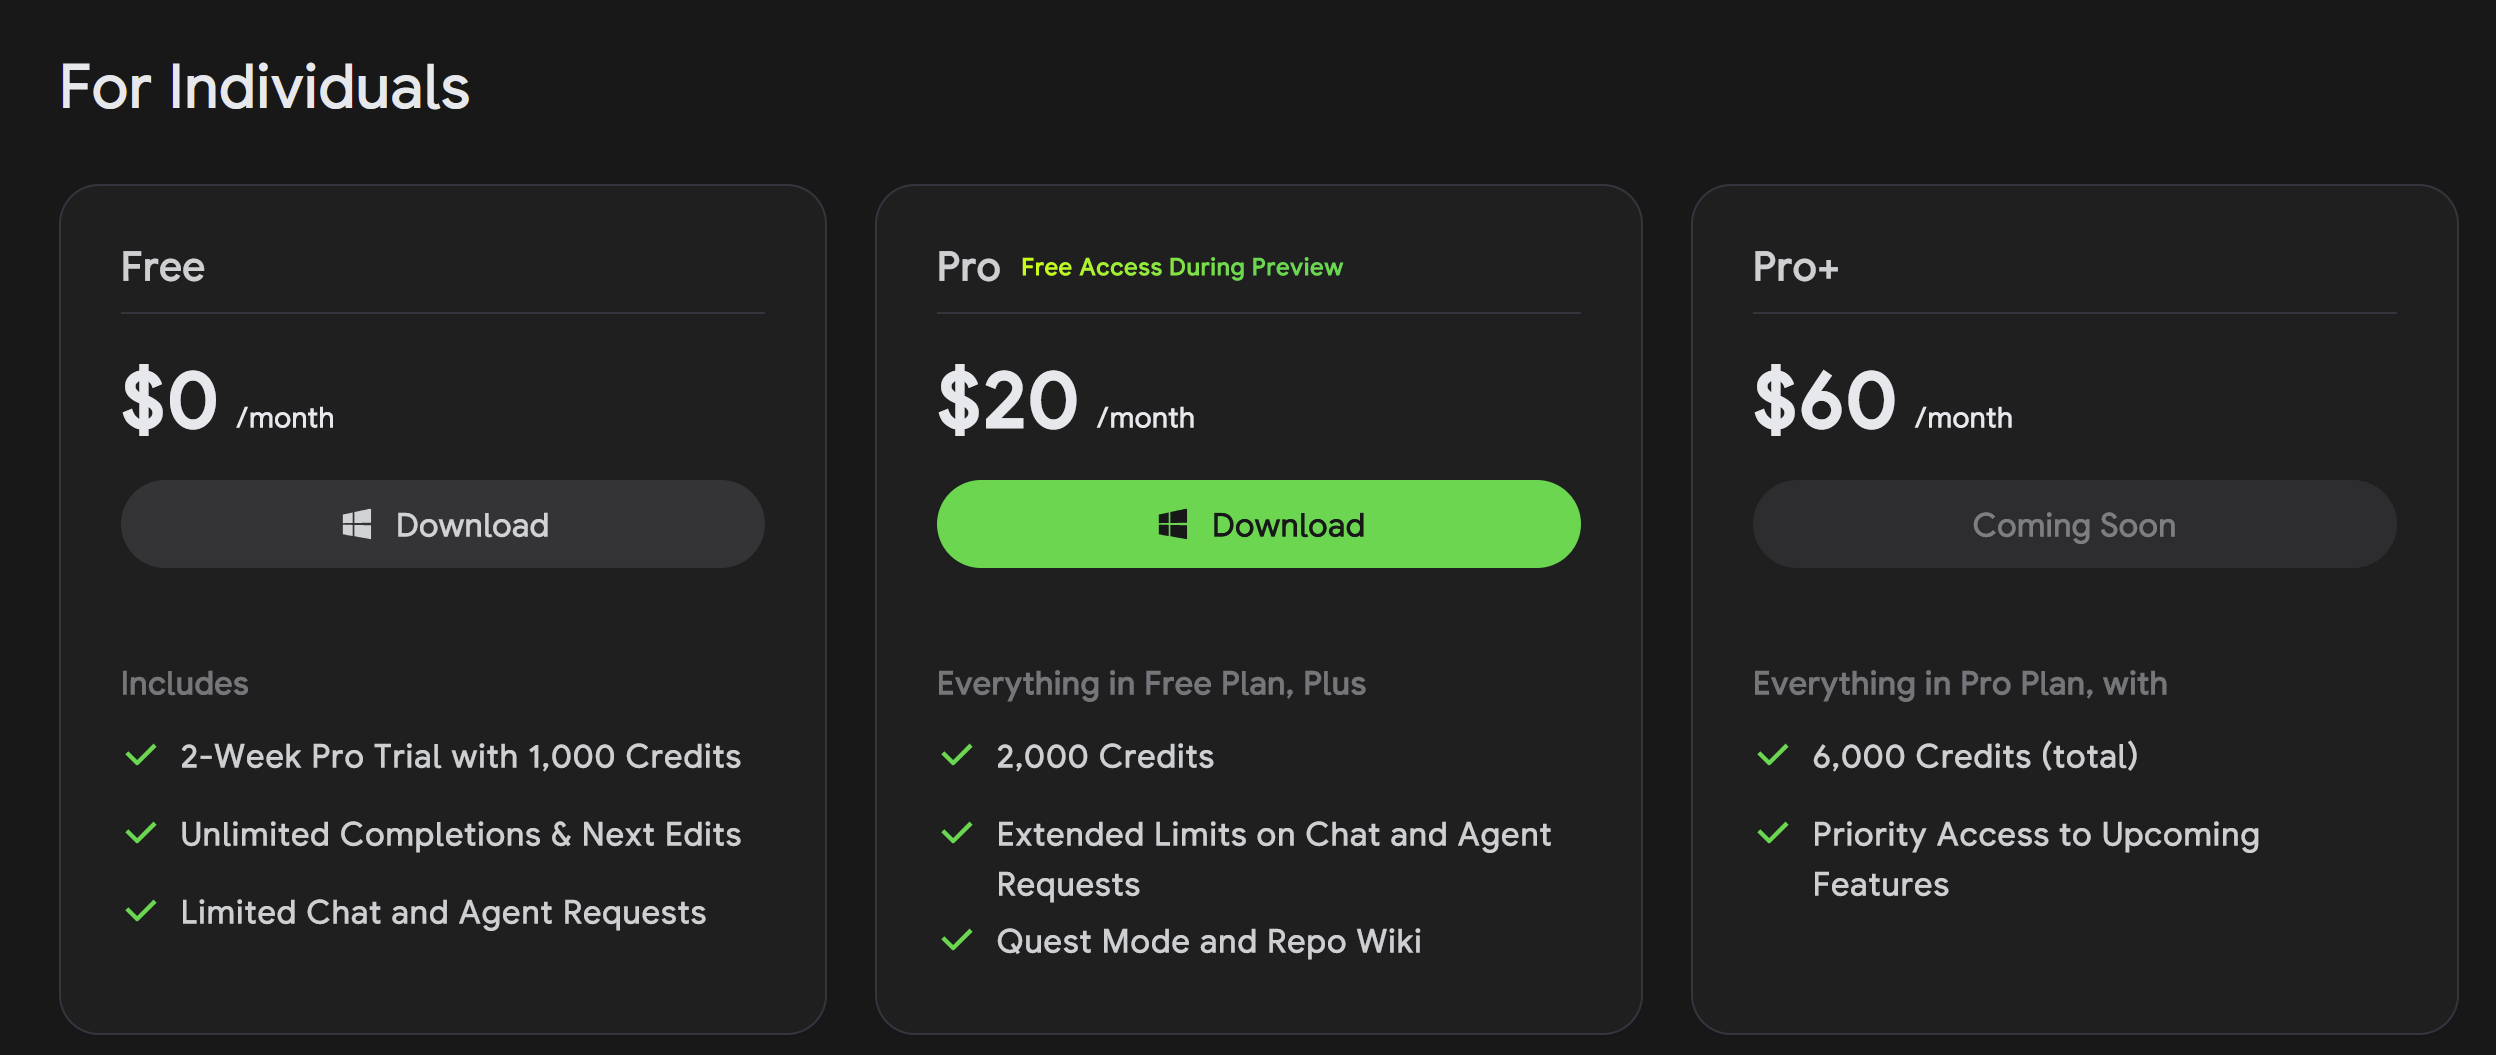 For Individuals
Free
$0 /month
Download
Includes
2-Week Pro Trial with 1,000 Credits
Unlimited Completions & Next Edits
Limited Chat and Agent Requests
Pro Free Access During Preview
$20 /month
Download
Everything in Free Plan, Plus
2,000 Credits
Extended Limits on Chat and Agent
Requests
Quest Mode and Repo Wiki
Pro+
$60 /month
Coming Soon
Everything in Pro Plan, with
6,000 Credits (total)
Priority Access to Upcoming
Features